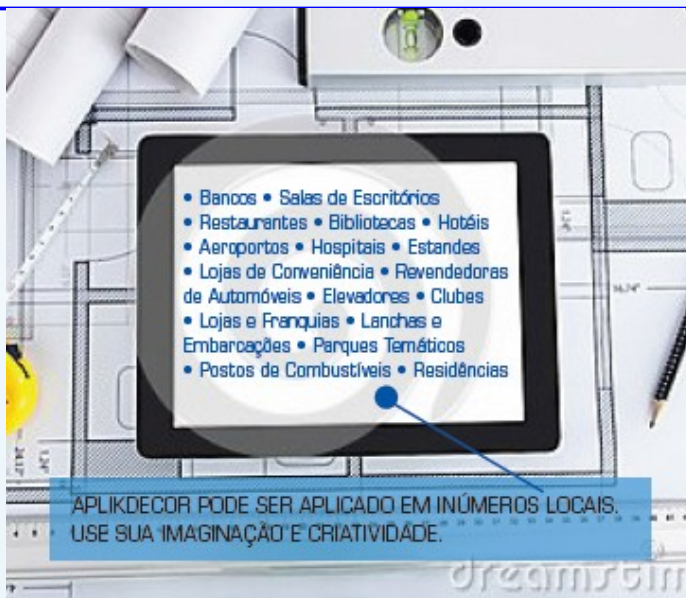 • Bancos • Salas de Escritórios
• Restaurantes • Bibliotecas • Hotéis
• Aeroportos • Hospitais • Estandes
• Lojas de Conveniência • Revendedoras
de Automóveis • Elevadores • Clubes
• Lojas e Franquias • Lanchas e
Embarcações • Parques Temáticos
• Postos de Combustíveis • Residências
APLIKDECOR PODE SER APLICADO EM INÚMEROS LOCAIS.
USE SUA IMAGINAÇÃO E CRIATIVIDADE.